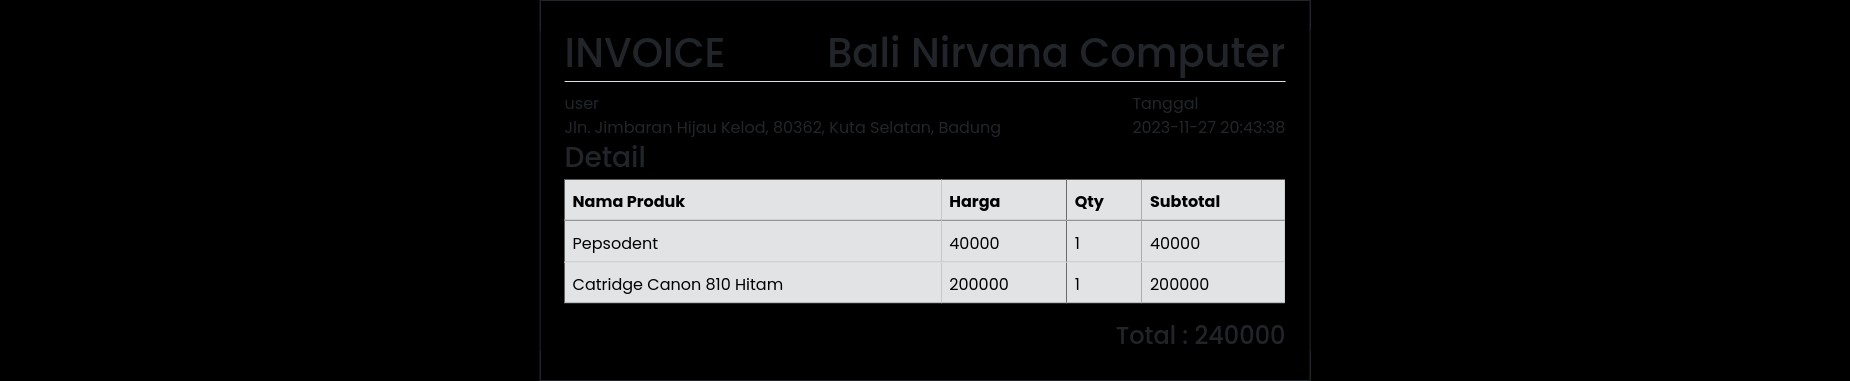 INVOICE Bali Nirvana Computer
user Tanggal
Jln. Jimbaran Hijau Kelod, 80362, Kuta Selatan, Badung 2023-11-27 20:43:38
Detail
Nama Produk Harga Qty Subtotal
Pepsodent 40000 1 40000
Catridge Canon 810 Hitam 200000 1 200000
Total : 240000